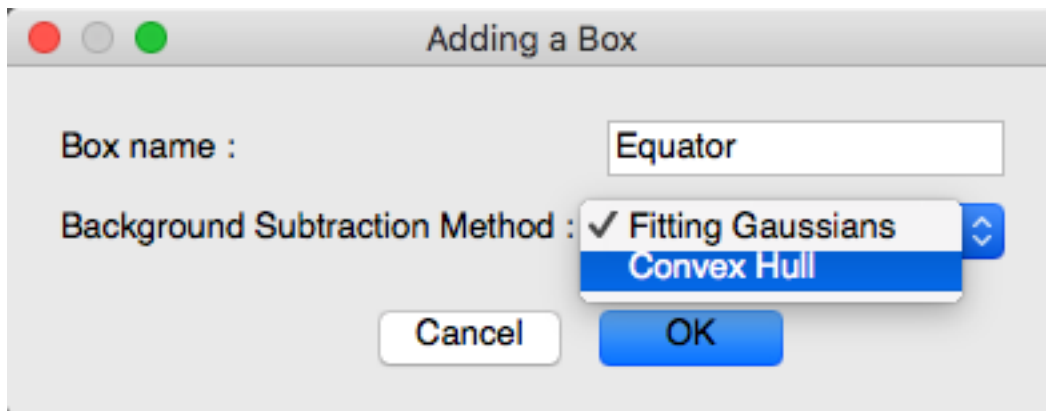 Adding a Box
Box name :
Equator
Background Subtraction Method :
✓ Fitting Gaussians
Convex Hull
Cancel
OK